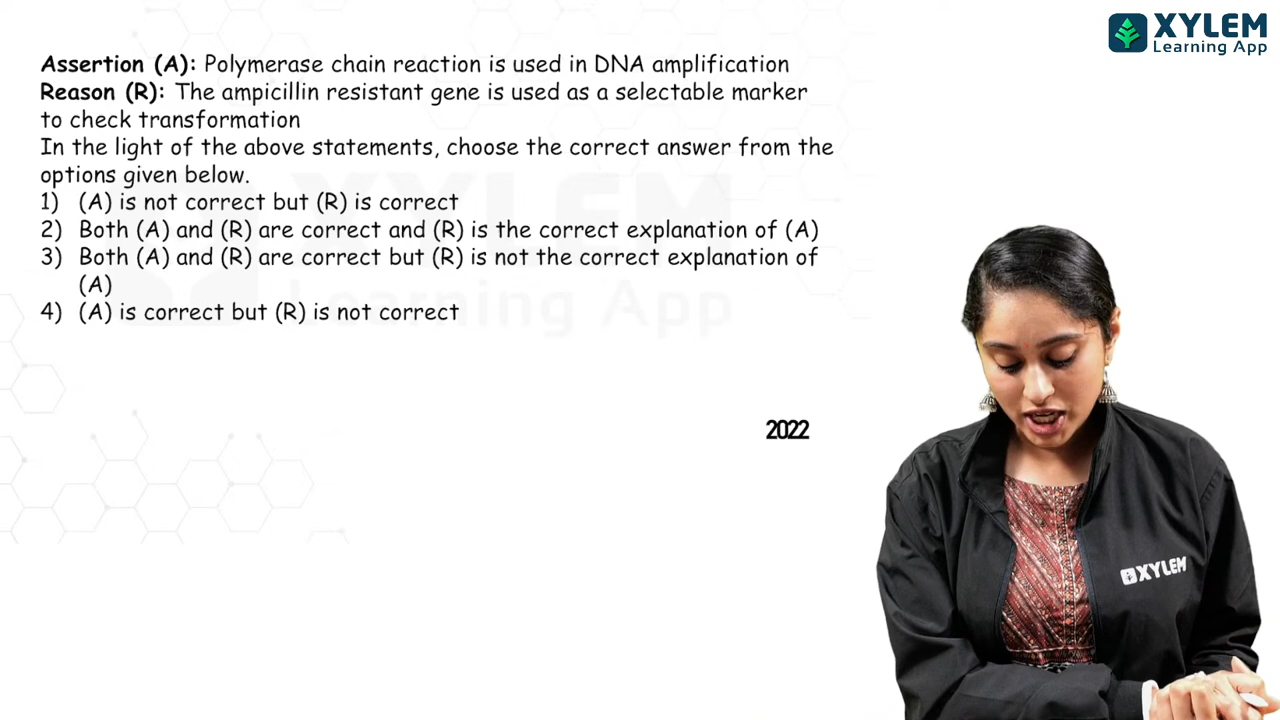 XYLEM
Learning App
Assertion (A): Polymerase chain reaction is used in DNA amplification
Reason (R): The ampicillin resistant gene is used as a selectable marker
to check transformation
In the light of the above statements, choose the correct answer from the
options given below.
1) (A) is not correct but (R) is correct
2) Both (A) and (R) are correct and (R) is the correct explanation of (A)
3) Both (A) and (R) are correct but (R) is not the correct explanation of
(A)
4) (A) is correct but (R) is not correct
XYLEM
Learning App
2022
XYLEM